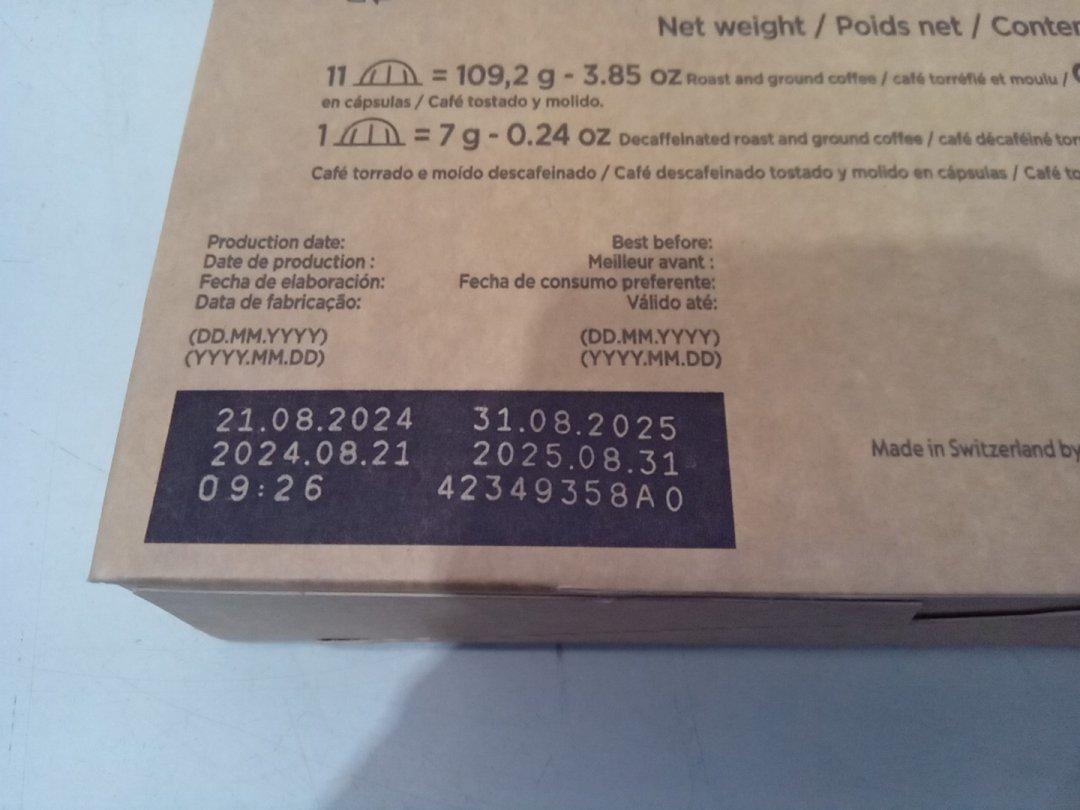 Net weight / Poids net / Conten
11 = 109,2 g - 3.85 oz Roast and ground coffee / café torréfié et moulu /
en cápsulas / Café tostado y molido.
1 = 7 g - 0.24 oz Decaffeinated roast and ground coffee / café décaféiné tor
Café torrado e moído descafeinado / Café descafeinado tostado y molido en cápsulas / Café to
Production date:
Date de production :
Fecha de elaboración:
Data de fabricação:
(DD.MM.YYYY)
(YYYY.MM.DD)
Best before:
Meilleur avant :
Fecha de consumo preferente:
Válido até:
(DD.MM.YYYY)
(YYYY.MM.DD)
21.08.2024 31.08.2025
2024.08.21 2025.08.31
09:26 42349358A0
Made in Switzerland by